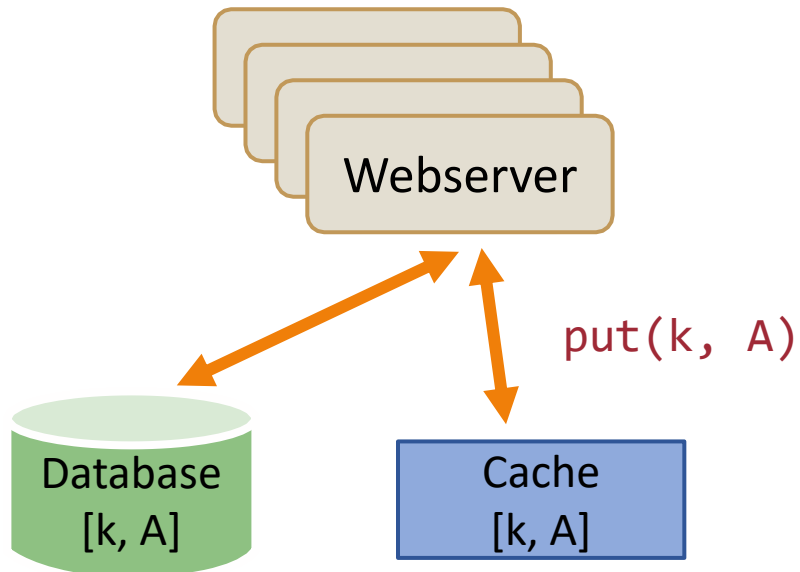 Webserver
put(k, A)
Database
[k, A]
Cache
[k, A]